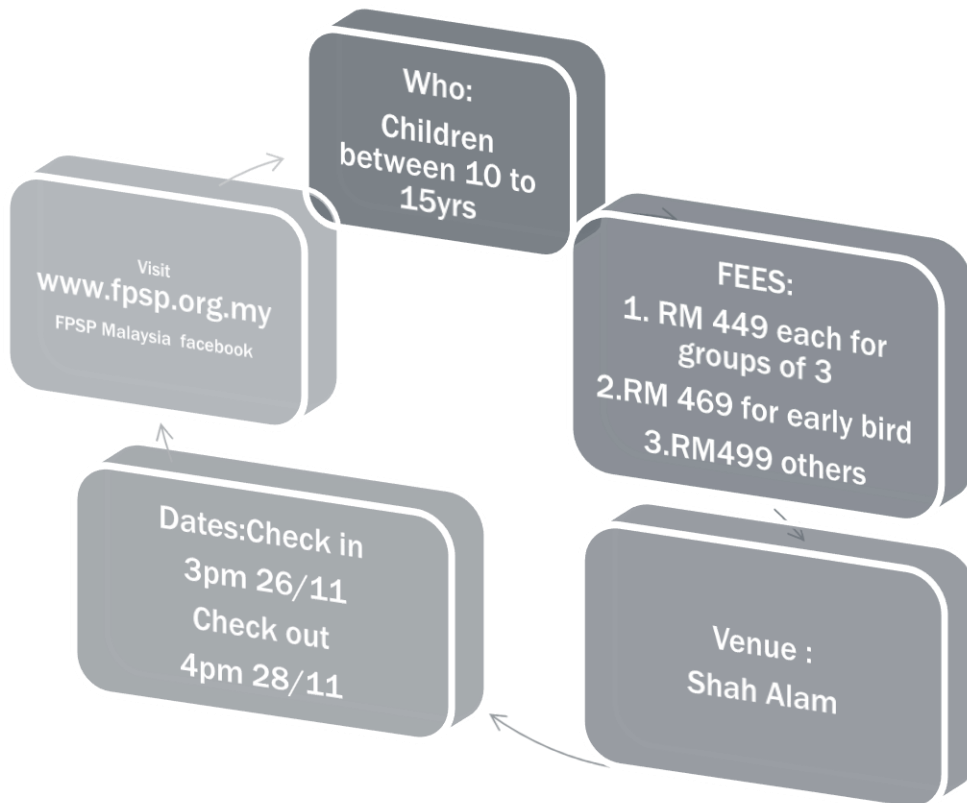 Who:
Children
between 10 to
15yrs
FEES:
1. RM 449 each for
groups of 3
2.RM 469 for early bird
3.RM499 others
Venue :
Shah Alam
Dates:Check in
3pm 26/11
Check out
4pm 28/11
Visit
www.fpsp.org.my
FPSP Malaysia facebook